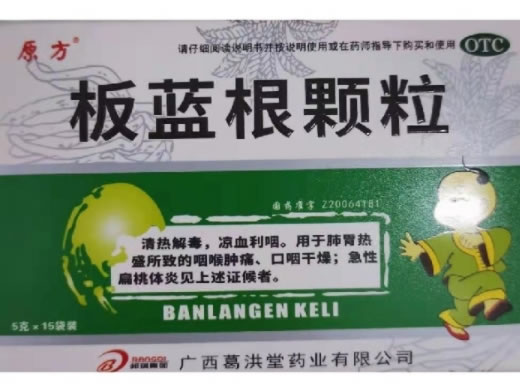 原方®
请仔细阅读说明书并按说明使用或在药师指导下购买和使用
OTC
板蓝根颗粒
国药准字 Z20064181
清热解毒，凉血利咽。用于肺胃热
盛所致的咽喉肿痛、口咽干燥；急性
扁桃体炎见上述证候者。
BANLANGEN KELI
5克×15袋装
BANGQI
邦琪集团
广西葛洪堂药业有限公司